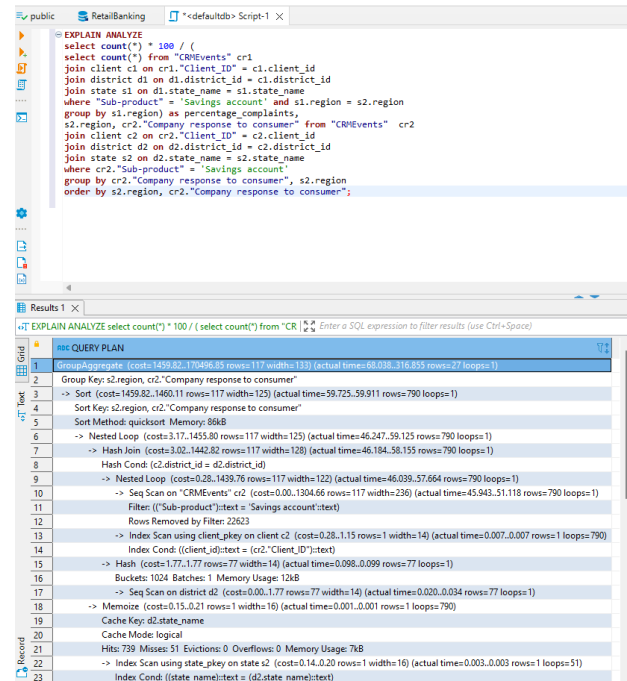 public
RetailBanking
*<defaultdb> Script-1
EXPLAIN ANALYZE
select count(*) * 100 / (
select count(*) from "CRMEvents" cr1
join client c1 on cr1."Client_ID" = c1.client_id
join district d1 on d1.district_id = c1.district_id
join state s1 on d1.state_name = s1.state_name
where "Sub-product" = 'Savings account' and s1.region = s2.region
group by s1.region) as percentage_complaints,
s2.region, cr2."Company response to consumer" from "CRMEvents" cr2
join client c2 on cr2."Client_ID" = c2.client_id
join district d2 on d2.district_id = c2.district_id
join state s2 on d2.state_name = s2.state_name
where cr2."Sub-product" = 'Savings account'
group by cr2."Company response to consumer", s2.region
order by s2.region, cr2."Company response to consumer";
Results 1
EXPLAIN ANALYZE select count(*) * 100 / ( select count(*) from "CR
Enter a SQL expression to filter results (use Ctrl+Space)
Grid
Text
Record
ABC QUERY PLAN
1 GroupAggregate (cost=1459.82..170496.85 rows=117 width=133) (actual time=68.038..316.855 rows=27 loops=1)
2 Group Key: s2.region, cr2."Company response to consumer"
3 -> Sort (cost=1459.82..1460.11 rows=117 width=125) (actual time=59.725..59.911 rows=790 loops=1)
4 Sort Key: s2.region, cr2."Company response to consumer"
5 Sort Method: quicksort Memory: 86kB
6 -> Nested Loop (cost=3.17..1455.80 rows=117 width=125) (actual time=46.247..59.125 rows=790 loops=1)
7 -> Hash Join (cost=3.02..1442.82 rows=117 width=128) (actual time=46.184..58.155 rows=790 loops=1)
8 Hash Cond: (c2.district_id = d2.district_id)
9 -> Nested Loop (cost=0.28..1439.76 rows=117 width=122) (actual time=46.039..57.664 rows=790 loops=1)
10 -> Seq Scan on "CRMEvents" cr2 (cost=0.00..1304.66 rows=117 width=236) (actual time=45.943..51.118 rows=790 loops=1)
11 Filter: (("Sub-product")::text = 'Savings account'::text)
12 Rows Removed by Filter: 22623
13 -> Index Scan using client_pkey on client c2 (cost=0.28..1.15 rows=1 width=14) (actual time=0.007..0.007 rows=1 loops=790)
14 Index Cond: ((client_id)::text = (cr2."Client_ID")::text)
15 -> Hash (cost=1.77..1.77 rows=77 width=14) (actual time=0.098..0.099 rows=77 loops=1)
16 Buckets: 1024 Batches: 1 Memory Usage: 12kB
17 -> Seq Scan on district d2 (cost=0.00..1.77 rows=77 width=14) (actual time=0.020..0.034 rows=77 loops=1)
18 -> Memoize (cost=0.15..0.21 rows=1 width=16) (actual time=0.001..0.001 rows=1 loops=790)
19 Cache Key: d2.state_name
20 Cache Mode: logical
21 Hits: 739 Misses: 51 Evictions: 0 Overflows: 0 Memory Usage: 7kB
22 -> Index Scan using state_pkey on state s2 (cost=0.14..0.20 rows=1 width=16) (actual time=0.003..0.003 rows=1 loops=51)
23 Index Cond: ((state_name)::text = (d2.state_name)::text)